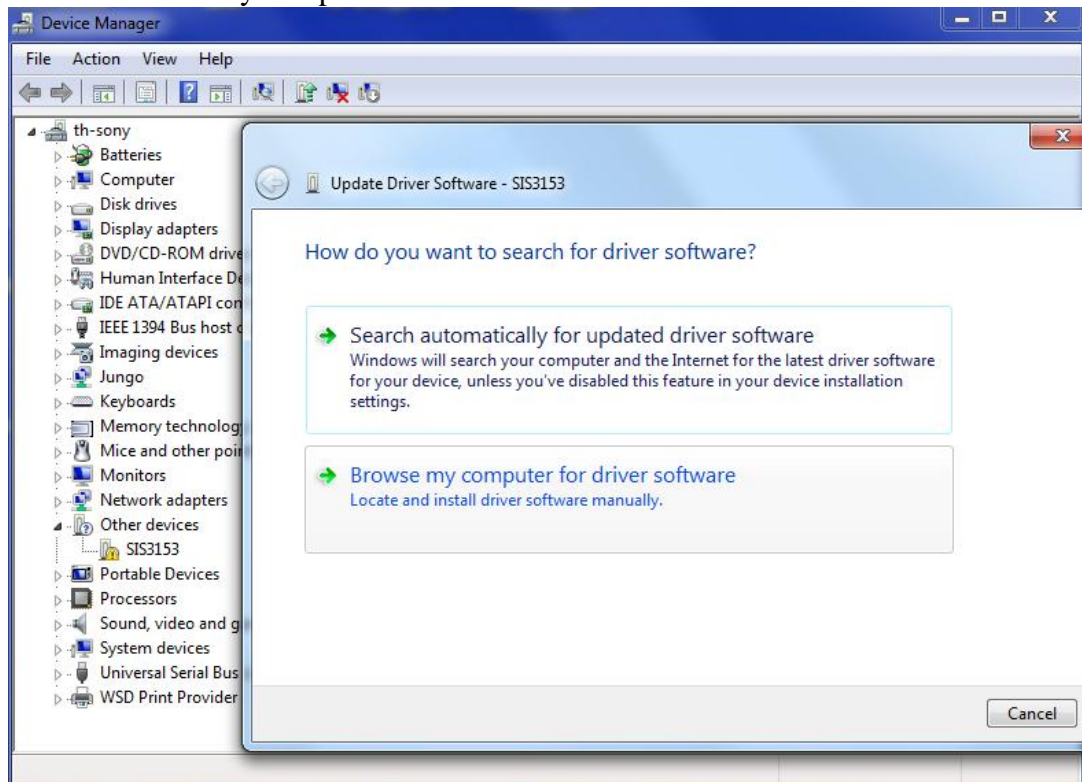 Device Manager
File Action View Help
th-sony
Batteries
Computer
Disk drives
Display adapters
DVD/CD-ROM drive
Human Interface De
IDE ATA/ATAPI con
IEEE 1394 Bus host c
Imaging devices
Jungo
Keyboards
Memory technolog
Mice and other poin
Monitors
Network adapters
Other devices
SIS3153
Portable Devices
Processors
Sound, video and g
System devices
Universal Serial Bus
WSD Print Provider
Update Driver Software - SIS3153
How do you want to search for driver software?
Search automatically for updated driver software
Windows will search your computer and the Internet for the latest driver software
for your device, unless you've disabled this feature in your device installation
settings.
Browse my computer for driver software
Locate and install driver software manually.
Cancel